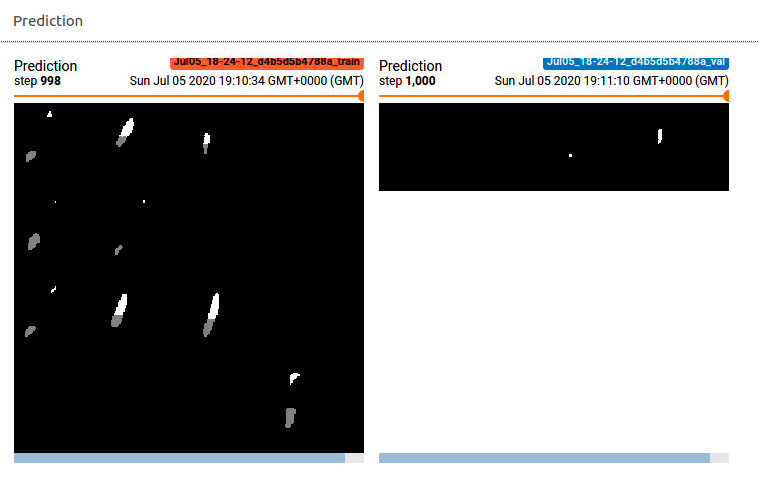 Prediction
Prediction
Jul05_18-24-12_d4b5d5b4788a_train
step 998
Sun Jul 05 2020 19:10:34 GMT+0000 (GMT)
Prediction
Jul05_18-24-12_d4b5d5b4788a_val
step 1,000
Sun Jul 05 2020 19:11:10 GMT+0000 (GMT)